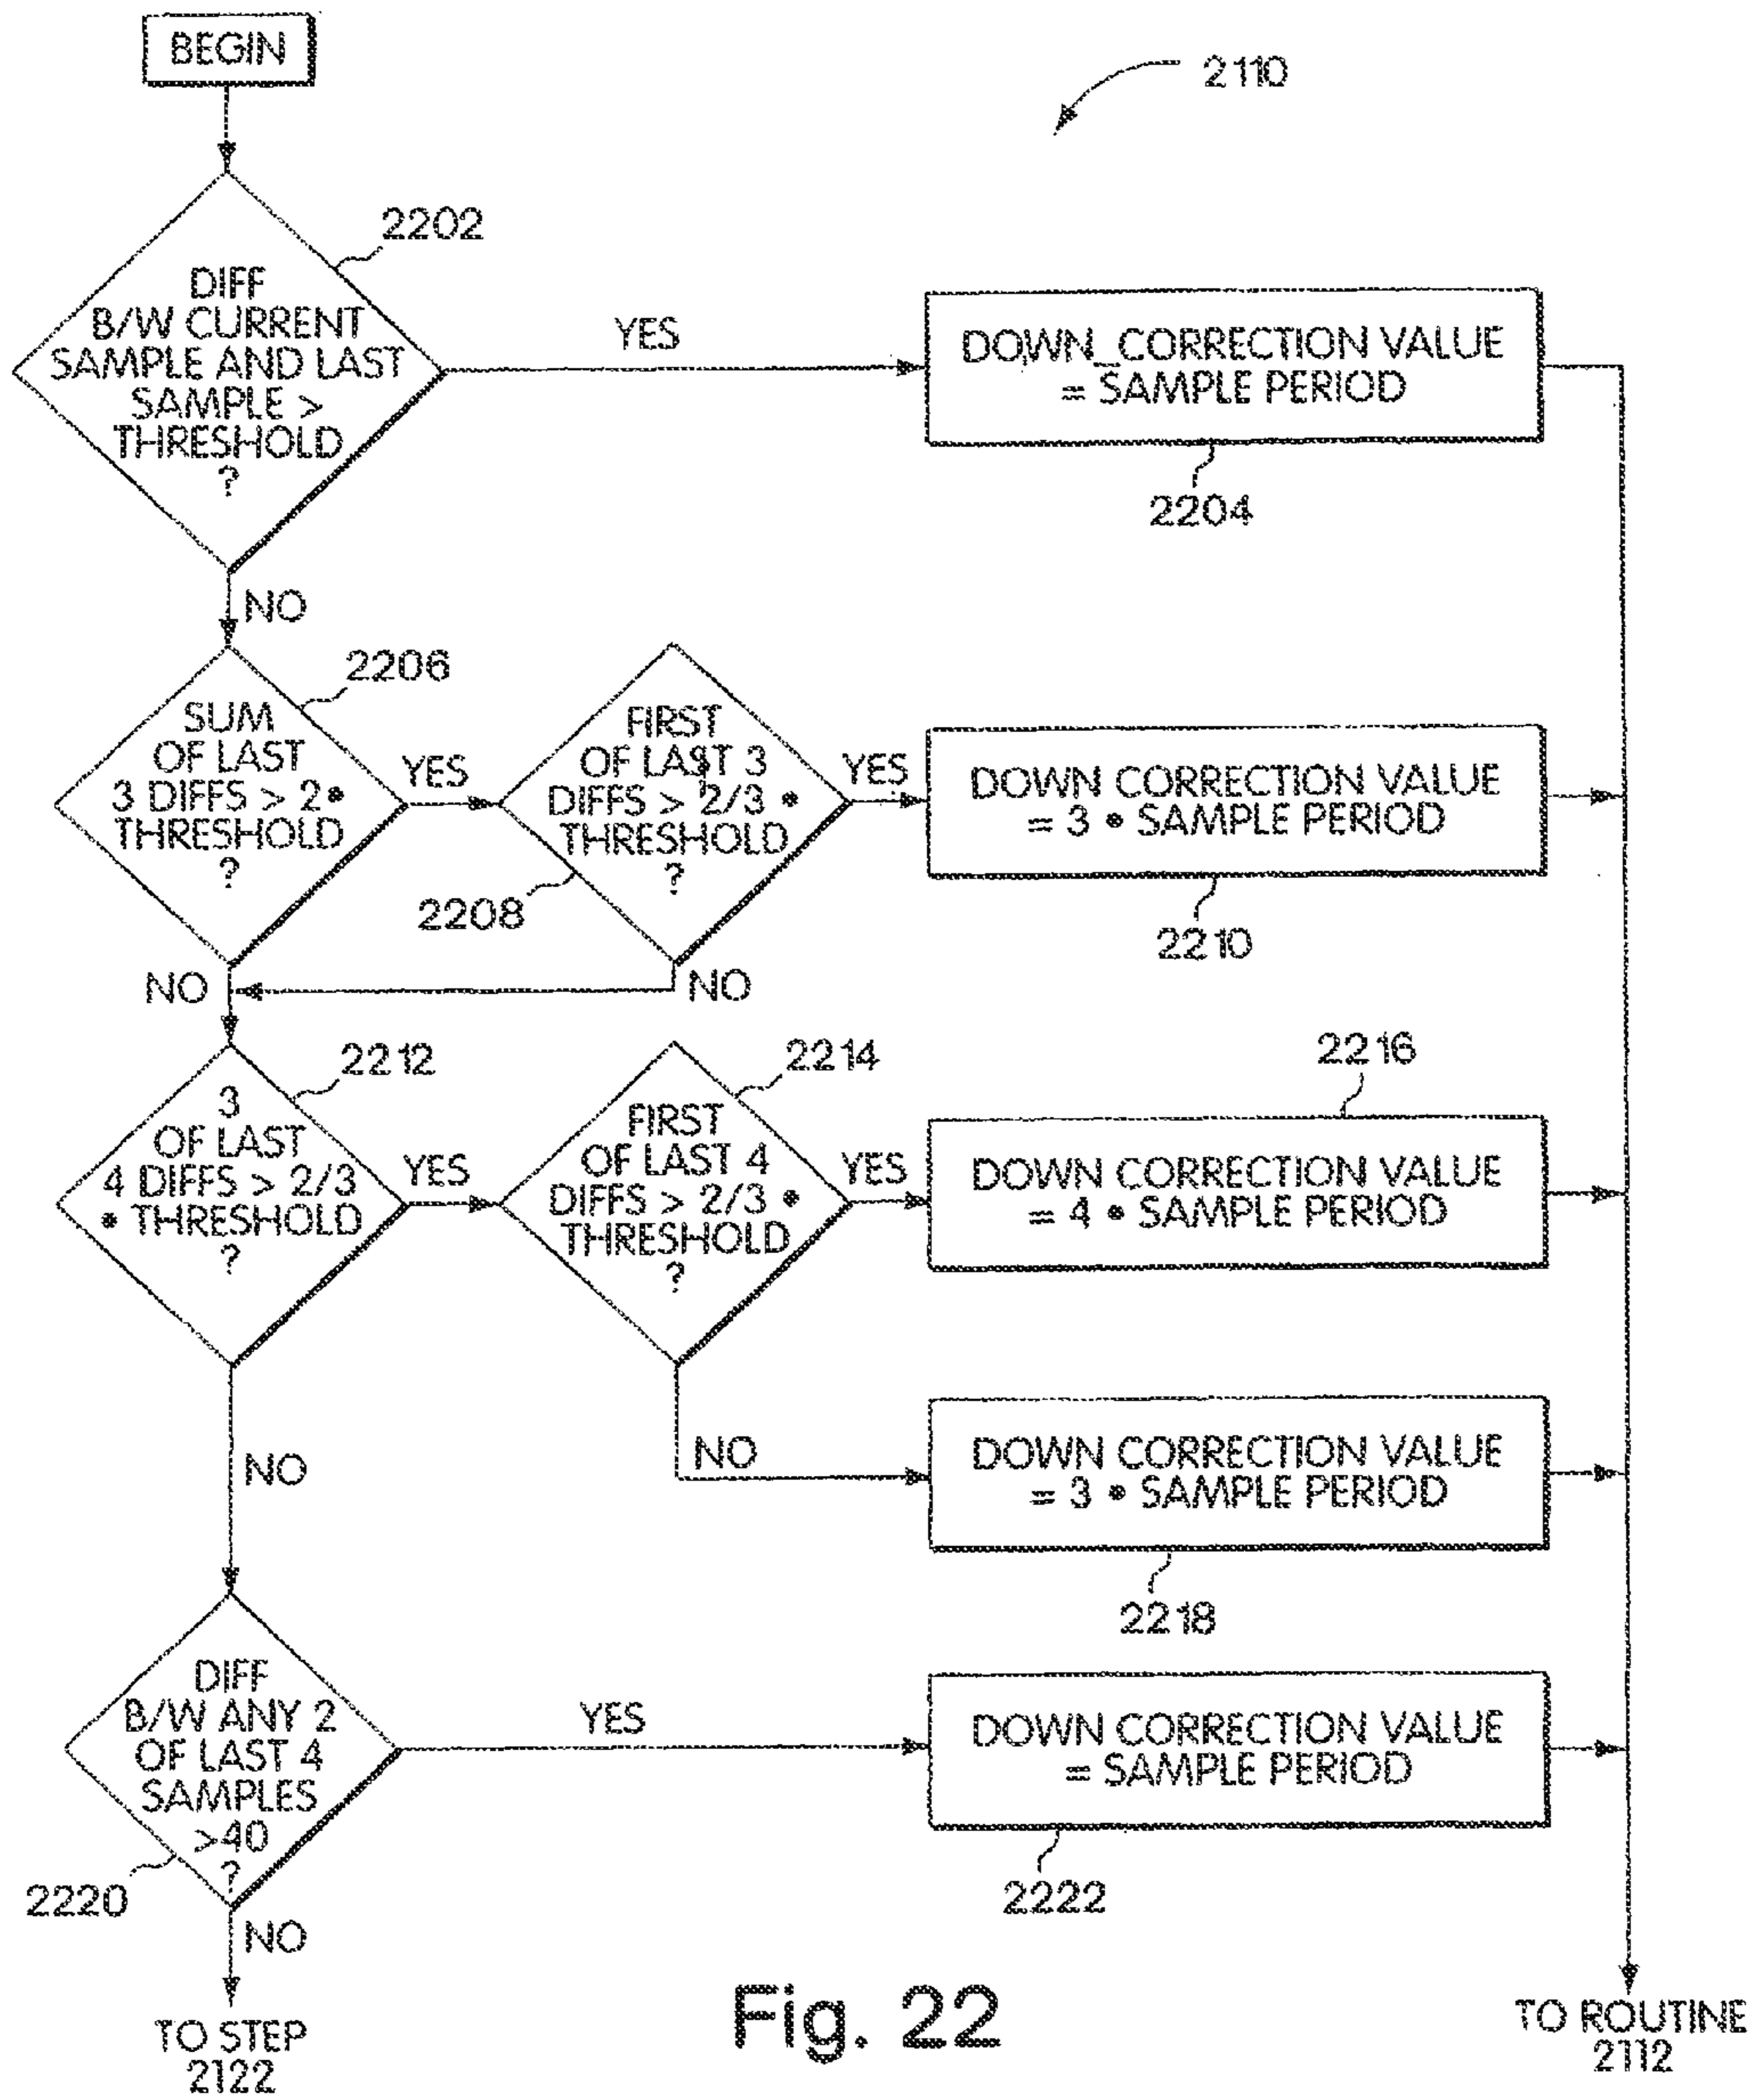 BEGIN
2110
2202
DIFF
B/W CURRENT
SAMPLE AND LAST
SAMPLE >
THRESHOLD
?
YES
DOWN_CORRECTION VALUE
= SAMPLE PERIOD
2204
NO
2206
SUM
OF LAST
3 DIFFS > 2•
THRESHOLD
?
YES
FIRST
OF LAST 3
DIFFS > 2/3 •
THRESHOLD
?
2208
YES
DOWN CORRECTION VALUE
= 3 • SAMPLE PERIOD
2210
NO
NO
2212
3
OF LAST
4 DIFFS > 2/3
• THRESHOLD
?
YES
2214
FIRST
OF LAST 4
DIFFS > 2/3 •
THRESHOLD
?
YES
2216
DOWN CORRECTION VALUE
= 4 • SAMPLE PERIOD
NO
NO
DOWN CORRECTION VALUE
= 3 • SAMPLE PERIOD
2218
DIFF
B/W ANY 2
OF LAST 4
SAMPLES
>40
?
2220
YES
DOWN CORRECTION VALUE
= SAMPLE PERIOD
2222
NO
TO STEP
2122
Fig. 22
TO ROUTINE
2112